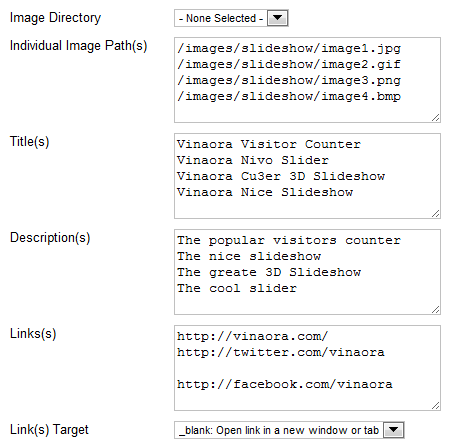 Image Directory - None Selected -
Individual Image Path(s)
/images/slideshow/image1.jpg
/images/slideshow/image2.gif
/images/slideshow/image3.png
/images/slideshow/image4.bmp
Title(s)
Vinaora Visitor Counter
Vinaora Nivo Slider
Vinaora Cu3er 3D Slideshow
Vinaora Nice Slideshow
Description(s)
The popular visitors counter
The nice slideshow
The greate 3D Slideshow
The cool slider
Links(s)
http://vinaora.com/
http://twitter.com/vinaora
http://facebook.com/vinaora
Link(s) Target _blank: Open link in a new window or tab